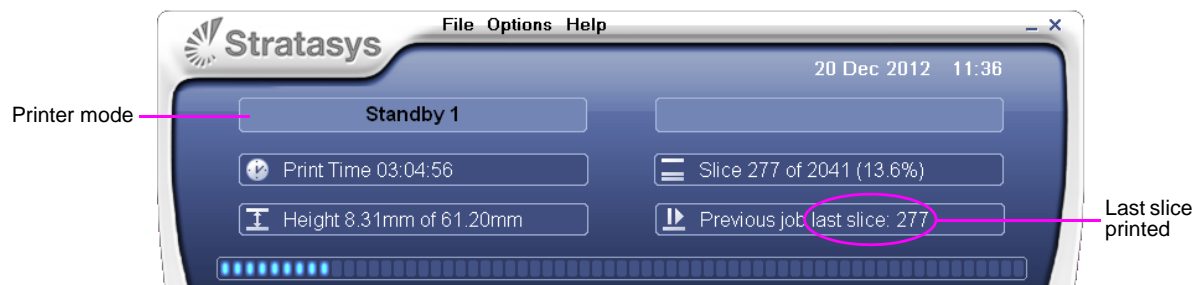 File Options Help
Stratasys
20 Dec 2012 11:36
Printer mode
Standby 1
Print Time 03:04:56
Slice 277 of 2041 (13.6%)
Height 8.31mm of 61.20mm
Previous job last slice: 277
Last slice
printed